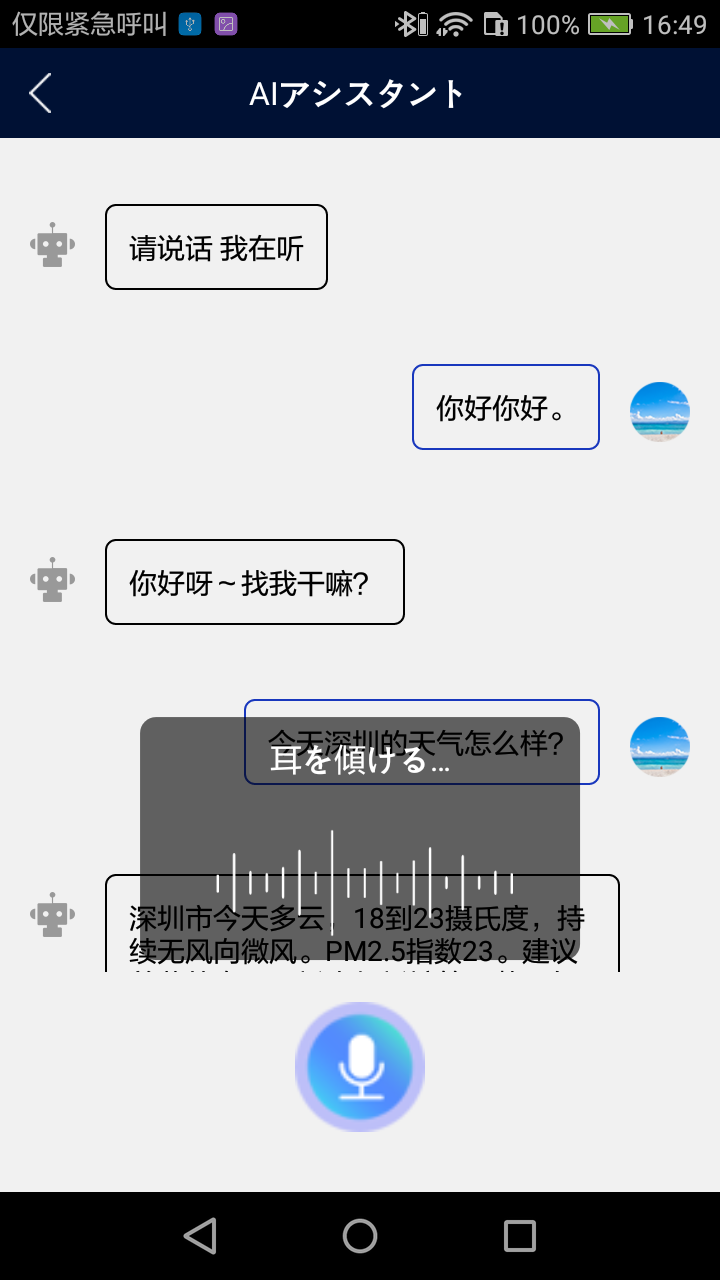 仅限紧急呼叫 100% 16:49
AIアシスタント
请说话 我在听
你好你好。
你好呀~找我干嘛?
今天深圳的天气怎么样?
耳を傾ける…
深圳市今天多云，18到23摄氏度，持
续无风向微风。PM2.5指数23。建议